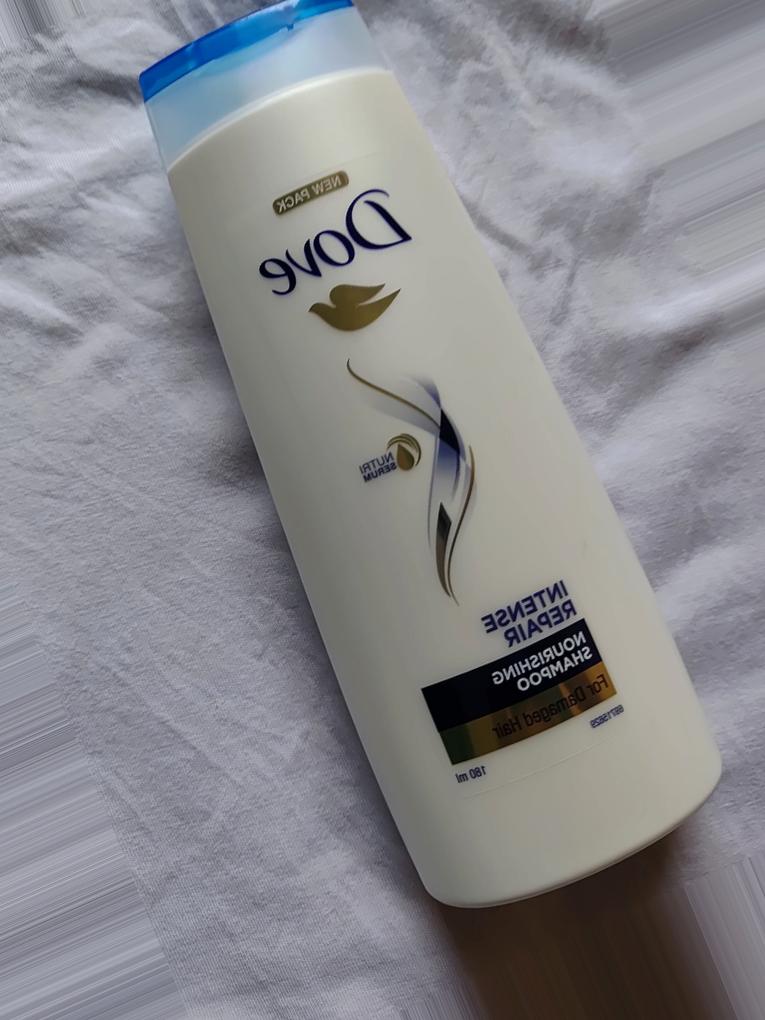 NEW PACK
Dove
NUTRI
SERUM
INTENSE
REPAIR
NOURISHING
SHAMPOO
For Damaged Hair
180 ml